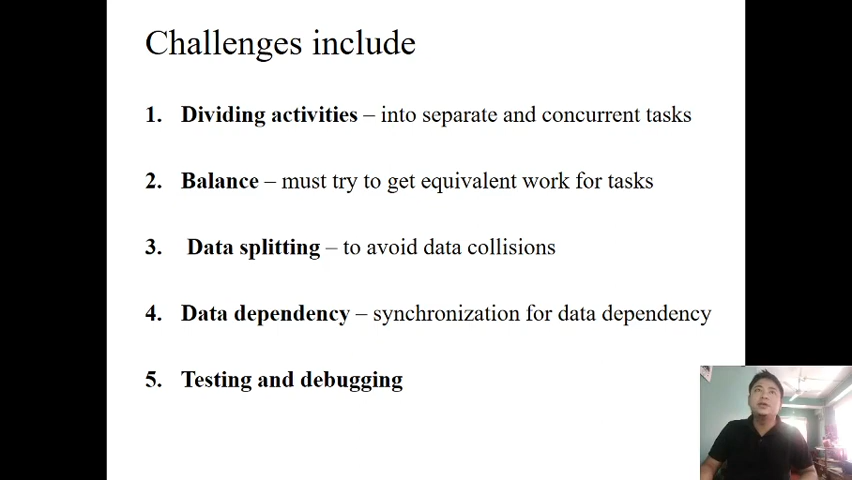 Challenges include
1. Dividing activities – into separate and concurrent tasks
2. Balance – must try to get equivalent work for tasks
3. Data splitting – to avoid data collisions
4. Data dependency – synchronization for data dependency
5. Testing and debugging